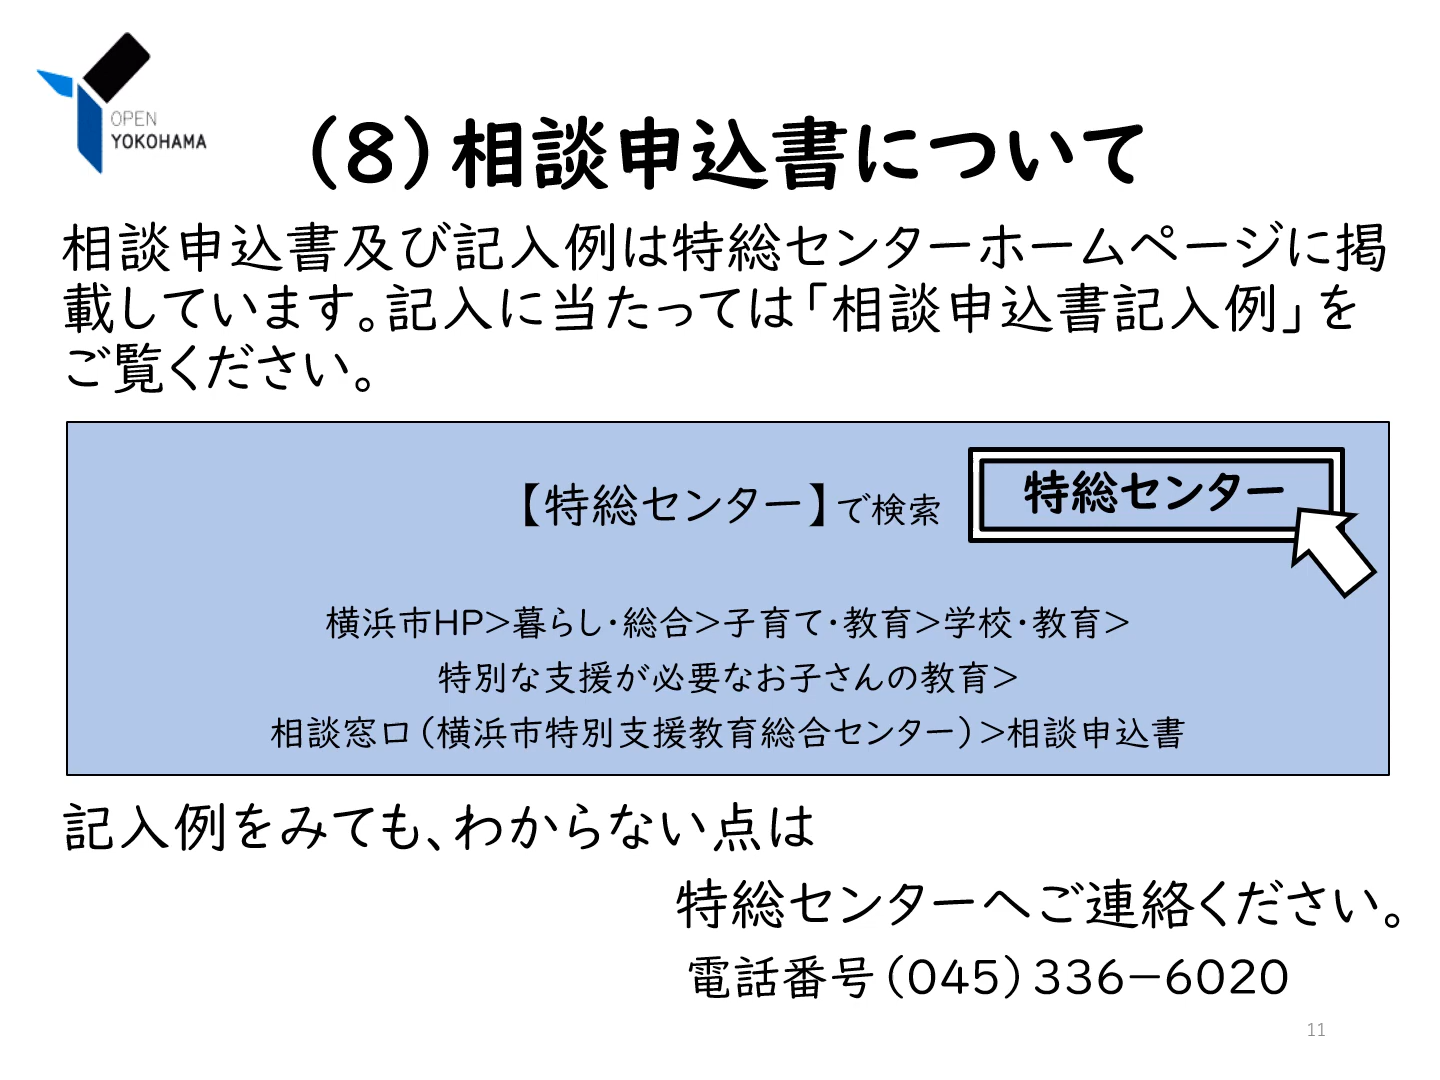 OPEN
YOKOHAMA
（８）相談申込書について
相談申込書及び記入例は特総センターホームページに掲
載しています。記入に当たっては「相談申込書記入例」を
ご覧ください。
【特総センター】で検索
特総センター
横浜市HP>暮らし・総合>子育て・教育>学校・教育>
特別な支援が必要なお子さんの教育>
相談窓口（横浜市特別支援教育総合センター）>相談申込書
記入例をみても、わからない点は
特総センターへご連絡ください。
電話番号（045）336－6020
11